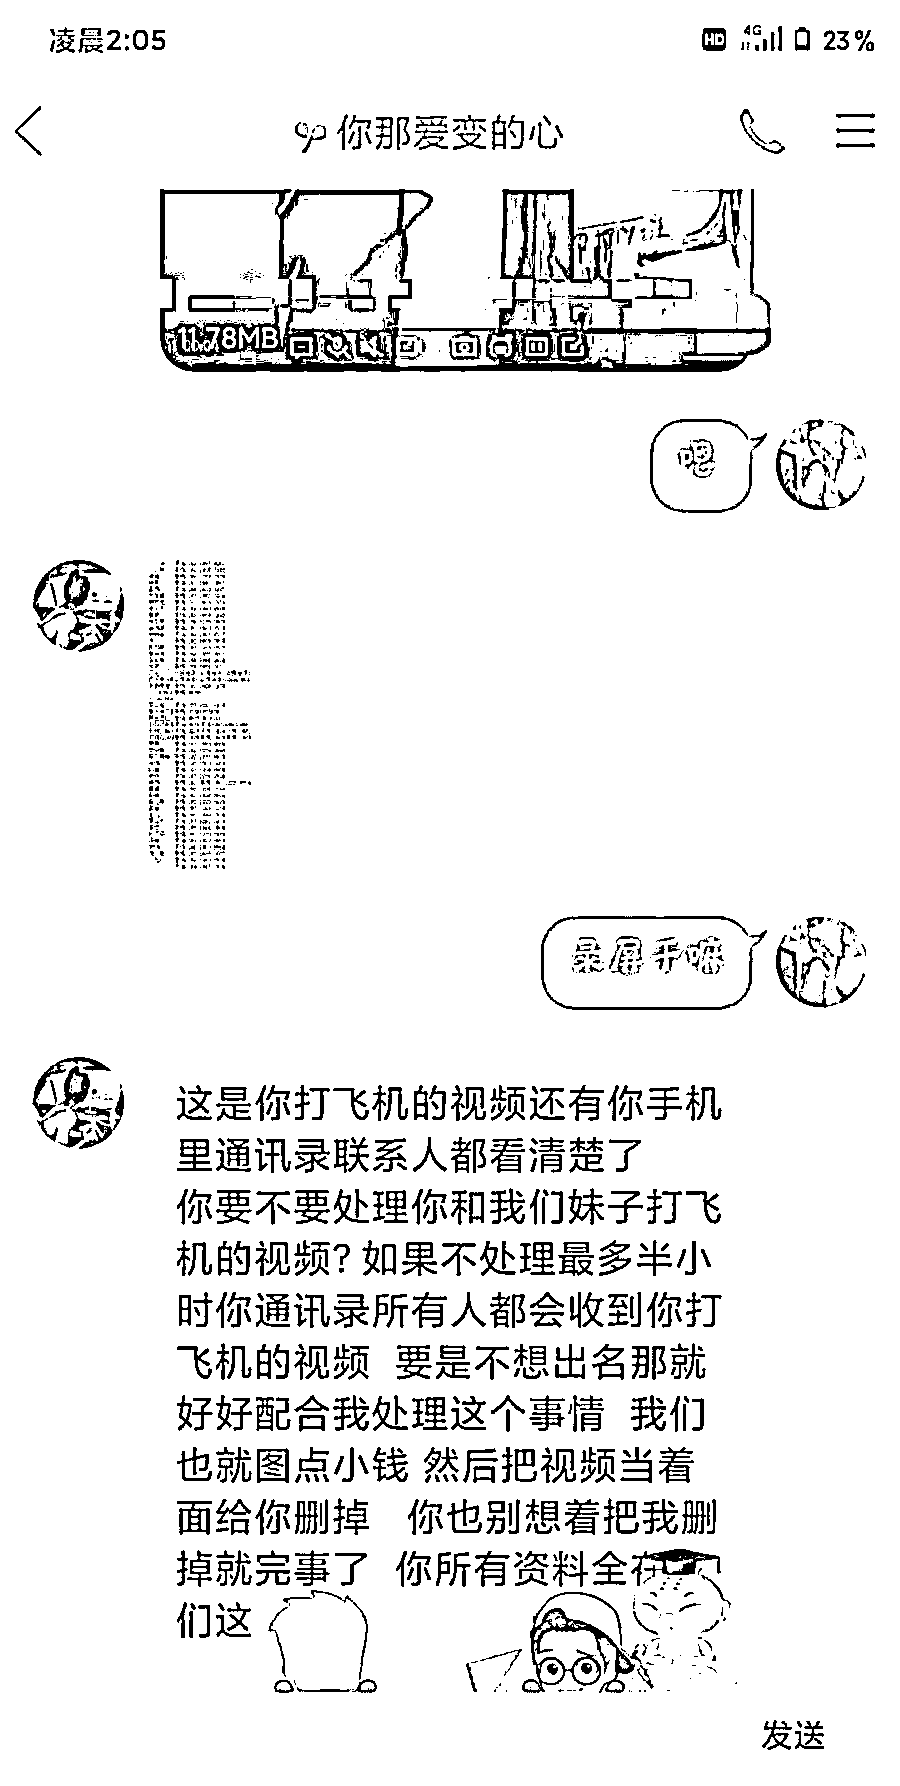 凌晨2:05
HD 4G 23%
你那爱变的心
11.78MB
嗯
录屏干嘛
这是你打飞机的视频还有你手机
里通讯录联系人都看清楚了
你要不要处理你和我们妹子打飞
机的视频? 如果不处理最多半小
时你通讯录所有人都会收到你打
飞机的视频 要是不想出名那就
好好配合我处理这个事情 我们
也就图点小钱 然后把视频当着
面给你删掉 你也别想着把我删
掉就完事了 你所有资料全在
们这
发送